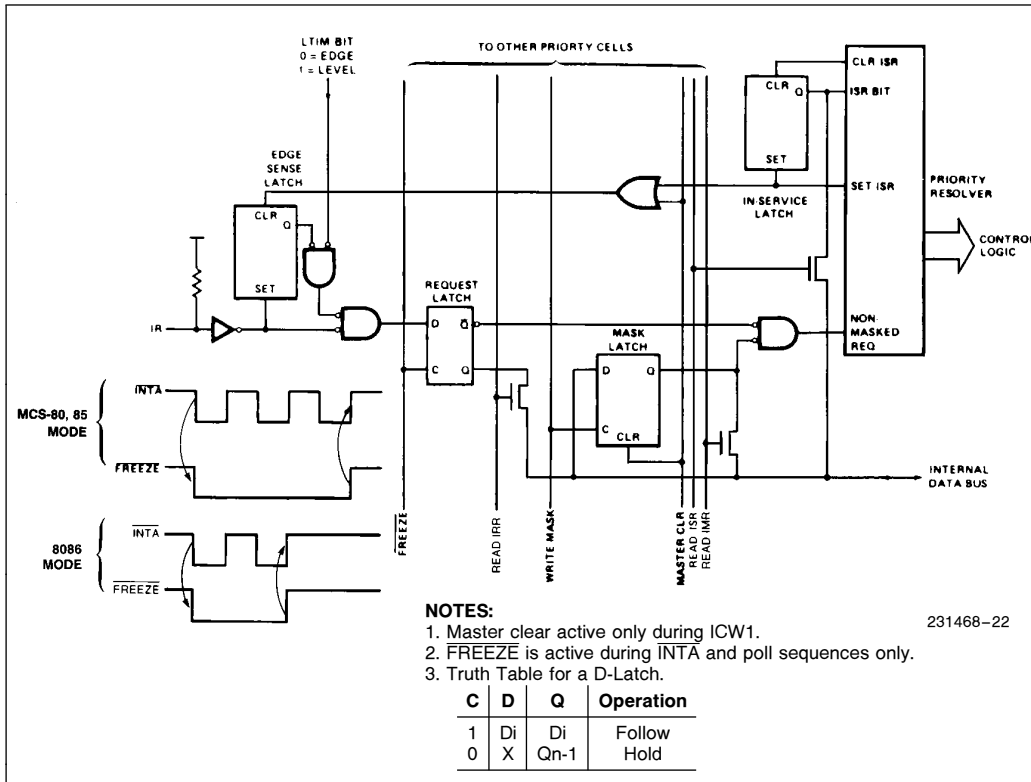 LTIM BIT
0 = EDGE
1 = LEVEL
TO OTHER PRIORTY CELLS
CLR ISR
CLR
Q
ISR BIT
EDGE
SENSE
LATCH
SET
SET ISR
PRIORITY
RESOLVER
IN-SERVICE
LATCH
CLR
Q
CONTROL
LOGIC
SET
REQUEST
LATCH
IR
D
Q
NON-
MASKED
REQ
MASK
LATCH
D
Q
C
Q
C
CLR
INTA
MCS-80, 85
MODE
FREEZE
INTERNAL
DATA BUS
INTA
8086
MODE
FREEZE
FREEZE
READ IRR
WRITE MASK
MASTER CLR
READ ISR
READ IMR
NOTES:
231468-22
1. Master clear active only during ICW1.
2. FREEZE is active during INTA and poll sequences only.
3. Truth Table for a D-Latch.
C D Q Operation
1 Di Di Follow
0 X Qn-1 Hold